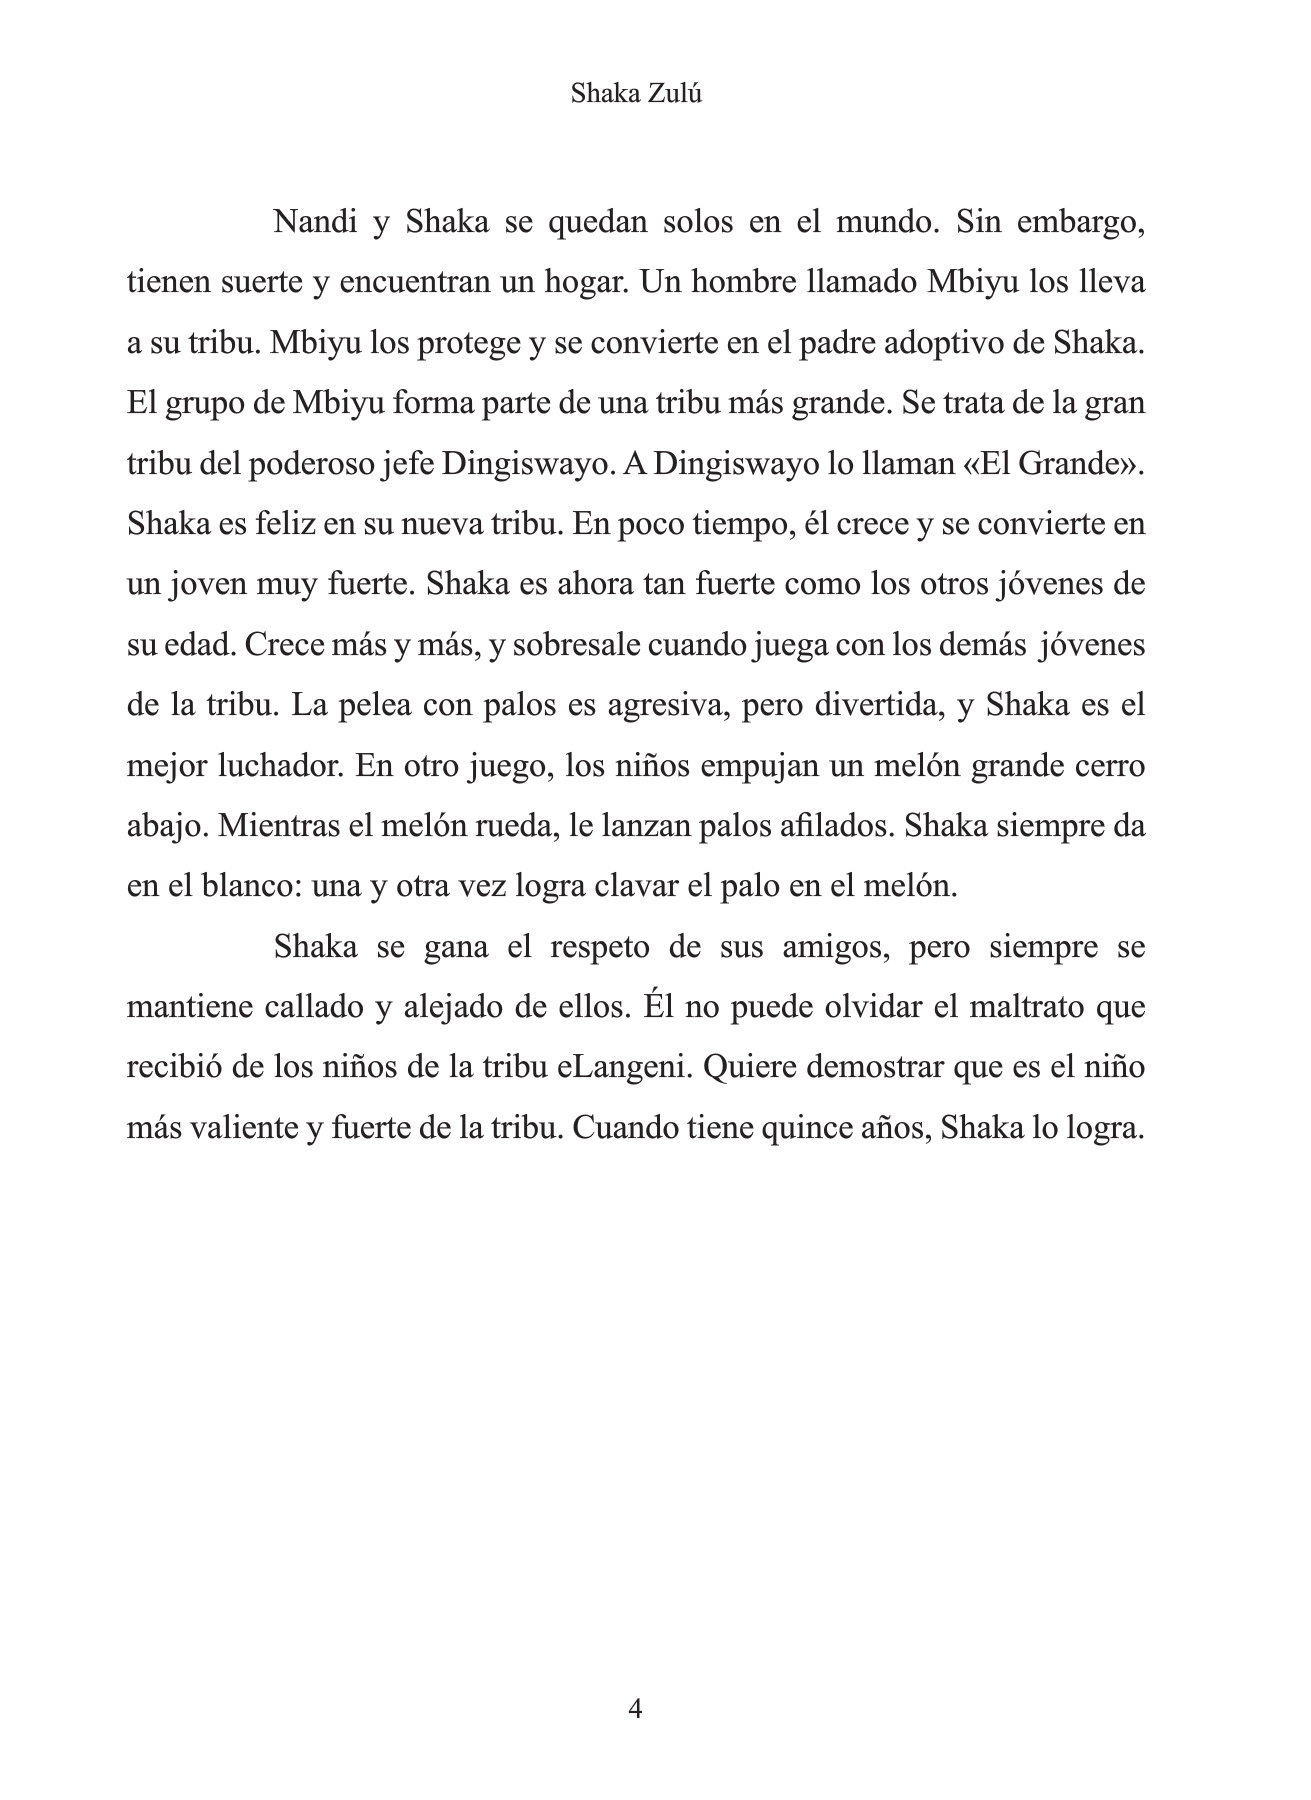 Shaka Zulú
Nandi y Shaka se quedan solos en el mundo. Sin embargo,
tienen suerte y encuentran un hogar. Un hombre llamado Mbiyu los lleva
a su tribu. Mbiyu los protege y se convierte en el padre adoptivo de Shaka.
El grupo de Mbiyu forma parte de una tribu más grande. Se trata de la gran
tribu del poderoso jefe Dingiswayo. A Dingiswayo lo llaman «El Grande».
Shaka es feliz en su nueva tribu. En poco tiempo, él crece y se convierte en
un joven muy fuerte. Shaka es ahora tan fuerte como los otros jóvenes de
su edad. Crece más y más, y sobresale cuando juega con los demás jóvenes
de la tribu. La pelea con palos es agresiva, pero divertida, y Shaka es el
mejor luchador. En otro juego, los niños empujan un melón grande cerro
abajo. Mientras el melón rueda, le lanzan palos afilados. Shaka siempre da
en el blanco: una y otra vez logra clavar el palo en el melón.
Shaka se gana el respeto de sus amigos, pero siempre se
mantiene callado y alejado de ellos. Él no puede olvidar el maltrato que
recibió de los niños de la tribu eLangeni. Quiere demostrar que es el niño
más valiente y fuerte de la tribu. Cuando tiene quince años, Shaka lo logra.
4